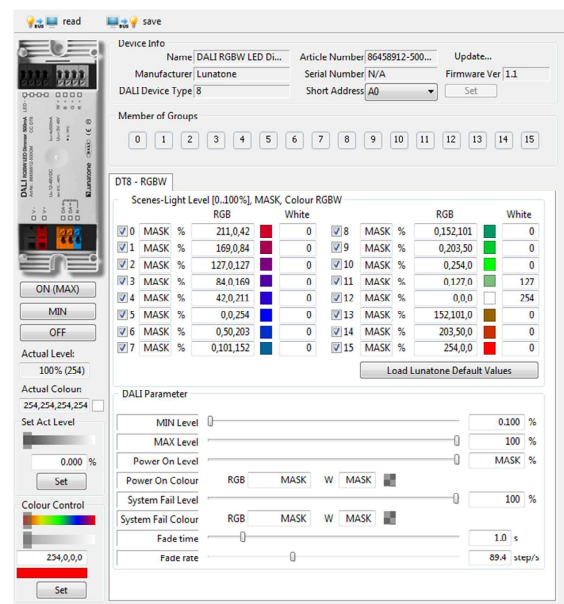 read save
Device Info
Name DALI RGBW LED Di... Article Number 86458912-500... Update...
Manufacturer Lunatone Serial Number N/A Firmware Ver 1.1
DALI Device Type 8 Short Address A0 Set
Member of Groups
0 1 2 3 4 5 6 7 8 9 10 11 12 13 14 15
DT8 - RGBW
Scenes-Light Level [0..100%], MASK, Colour RGBW
RGB White RGB White
0 MASK % 211,0,42 0 8 MASK % 0,152,101 0
1 MASK % 169,0,84 0 9 MASK % 0,203,50 0
2 MASK % 127,0,127 0 10 MASK % 0,254,0 0
3 MASK % 84,0,169 0 11 MASK % 0,127,0 127
4 MASK % 42,0,211 0 12 MASK % 0,0,0 254
5 MASK % 0,0,254 0 13 MASK % 152,101,0 0
6 MASK % 0,50,203 0 14 MASK % 203,50,0 0
7 MASK % 0,101,152 0 15 MASK % 254,0,0 0
Load Lunatone Default Values
DALI Parameter
MIN Level 0.100 %
MAX Level 100 %
Power On Level MASK %
Power On Colour RGB MASK W MASK
System Fail Level 100 %
System Fail Colour RGB MASK W MASK
Fade time 1.0 s
Fade rate 89.4 step/s
DALI RGBW LED Dimmer 500mA
Lunatone
ON (MAX)
MIN
OFF
Actual Level:
100% (254)
Actual Colour:
254,254,254,254
Set Act Level
0.000 %
Set
Colour Control
254,0,0,0
Set